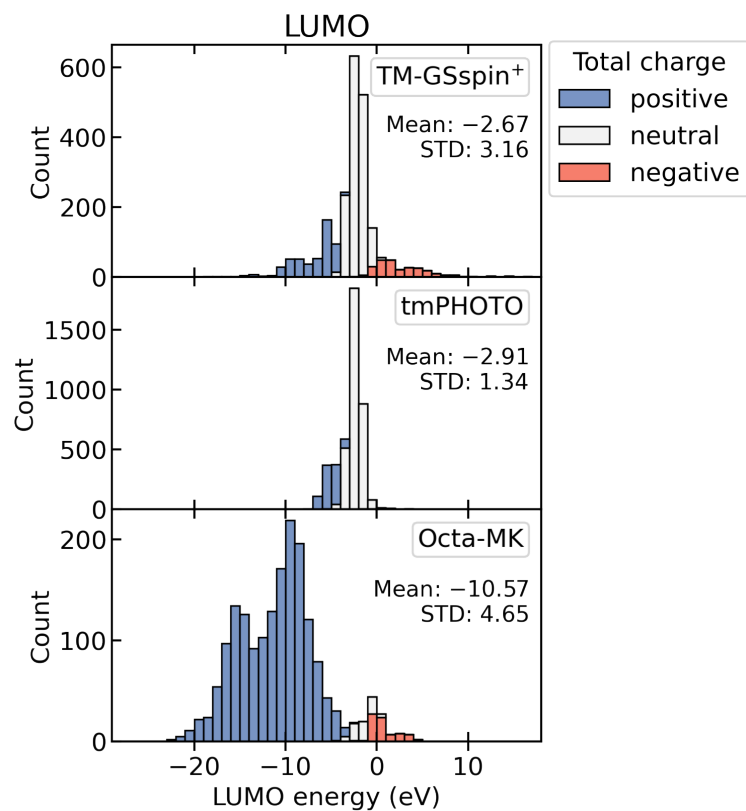 LUMO
Total charge
positive
neutral
negative
TM-GSspin⁺
Mean: −2.67
STD: 3.16
Count
600
400
200
0
tmPHOTO
Mean: −2.91
STD: 1.34
Count
1500
1000
500
0
Octa-MK
Mean: −10.57
STD: 4.65
Count
200
100
0
−20 −10 0 10
LUMO energy (eV)